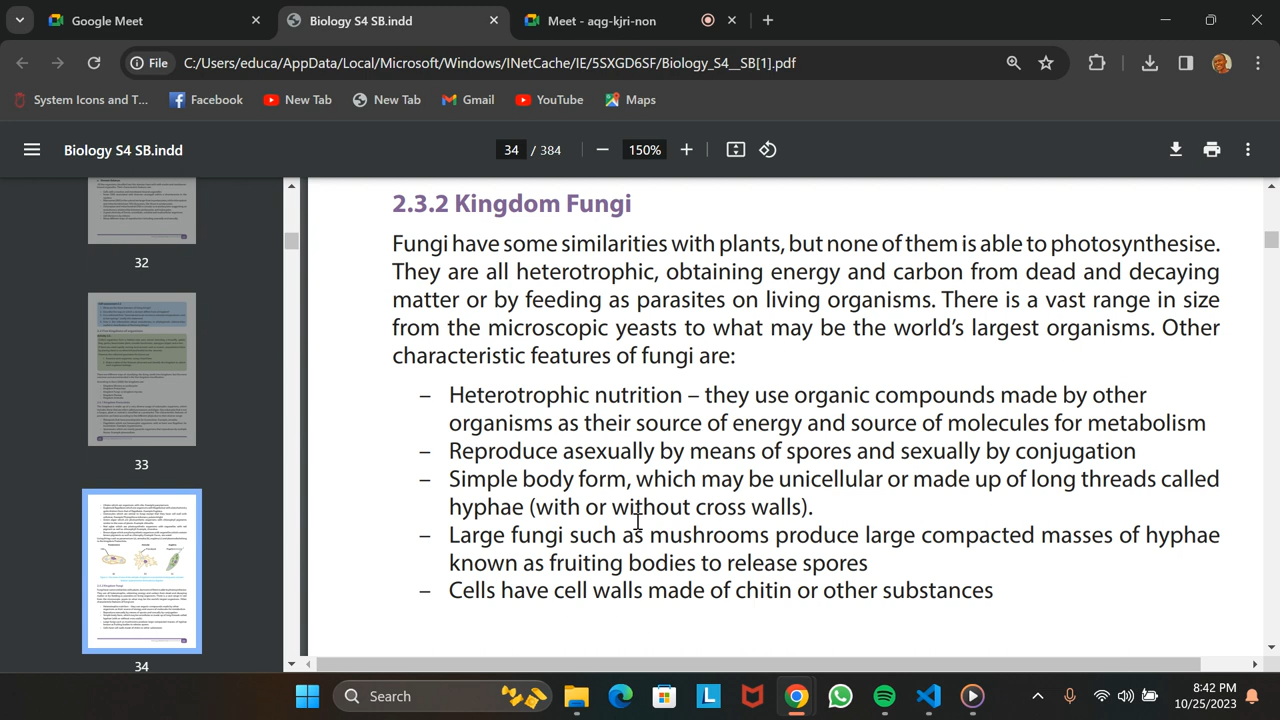 Google Meet
Biology S4 SB.indd
Meet - aqg-kjri-non
File
C:/Users/educa/AppData/Local/Microsoft/Windows/INetCache/IE/5SXGD6SF/Biology_S4__SB[1].pdf
System Icons and T...
Facebook
New Tab
New Tab
Gmail
YouTube
Maps
Biology S4 SB.indd
34 / 384
150%
32
33
34
2.3.2 Kingdom Fungi
Fungi have some similarities with plants, but none of them is able to photosynthesise.
They are all heterotrophic, obtaining energy and carbon from dead and decaying
matter or by feeding as parasites on living organisms. There is a vast range in size
from the microscopic yeasts to what may be the world's largest organisms. Other
characteristic features of fungi are:
– Heterotrophic nutrition – they use organic compounds made by other
organisms as their source of energy and source of molecules for metabolism
– Reproduce asexually by means of spores and sexually by conjugation
– Simple body form, which may be unicellular or made up of long threads called
hyphae (with or without cross walls).
– Large fungi such as mushrooms produce large compacted masses of hyphae
known as fruiting bodies to release spores
– Cells have cell walls made of chitin or other substances
Search
8:42 PM
10/25/2023